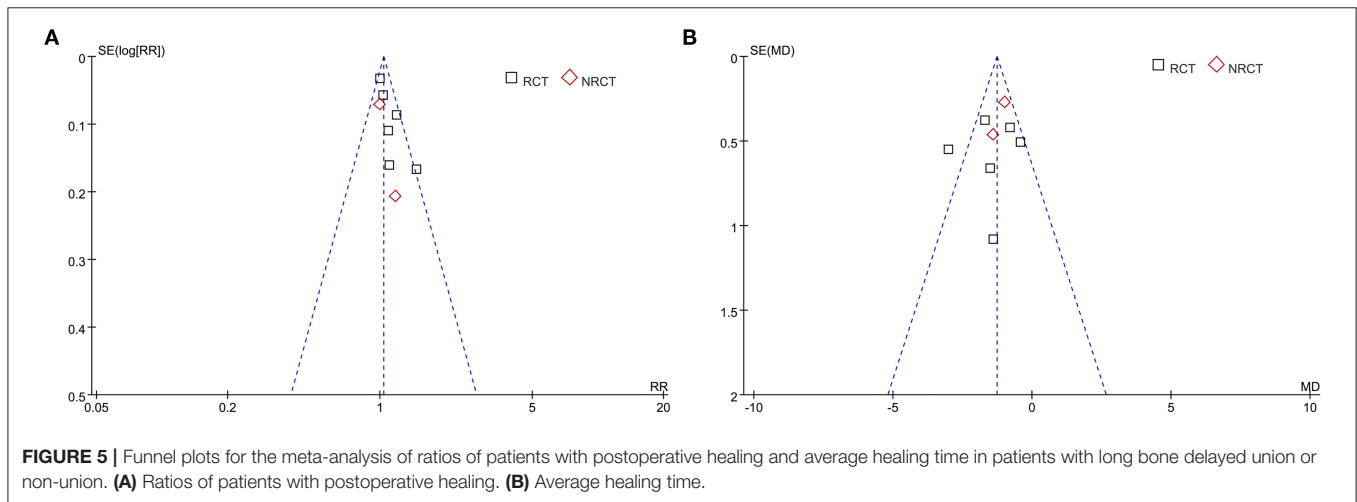 A
SE(log[RR])
0
0.1
0.2
0.3
0.4
0.5
RCT NRCT
RR
0.05 0.2 1 5 20
B
SE(MD)
0
0.5
1
1.5
2
RCT NRCT
MD
-10 -5 0 5 10
FIGURE 5 | Funnel plots for the meta-analysis of ratios of patients with postoperative healing and average healing time in patients with long bone delayed union or
non-union. (A) Ratios of patients with postoperative healing. (B) Average healing time.